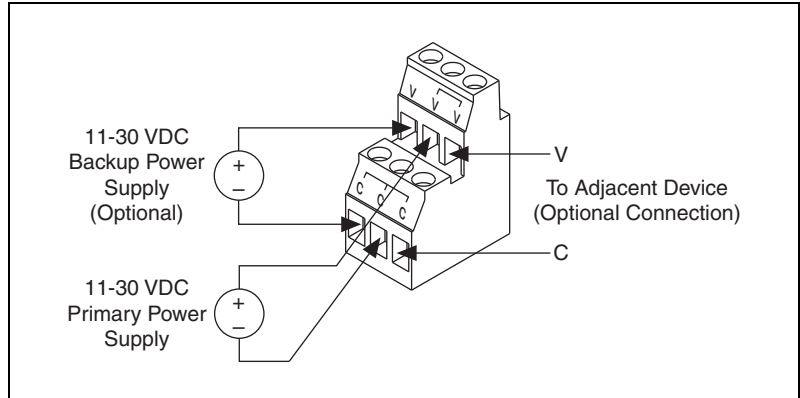 V V V
11-30 VDC
Backup Power
Supply
(Optional)
+
–
C C C
V
To Adjacent Device
(Optional Connection)
C
11-30 VDC
Primary Power
Supply
+
–